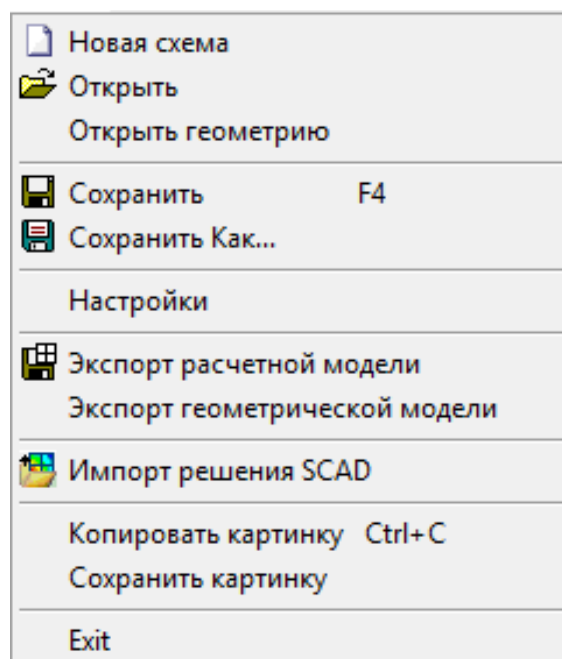 Новая схема
Открыть
Открыть геометрию
Сохранить F4
Сохранить Как...
Настройки
Экспорт расчетной модели
Экспорт геометрической модели
Импорт решения SCAD
Копировать картинку Ctrl+C
Сохранить картинку
Exit